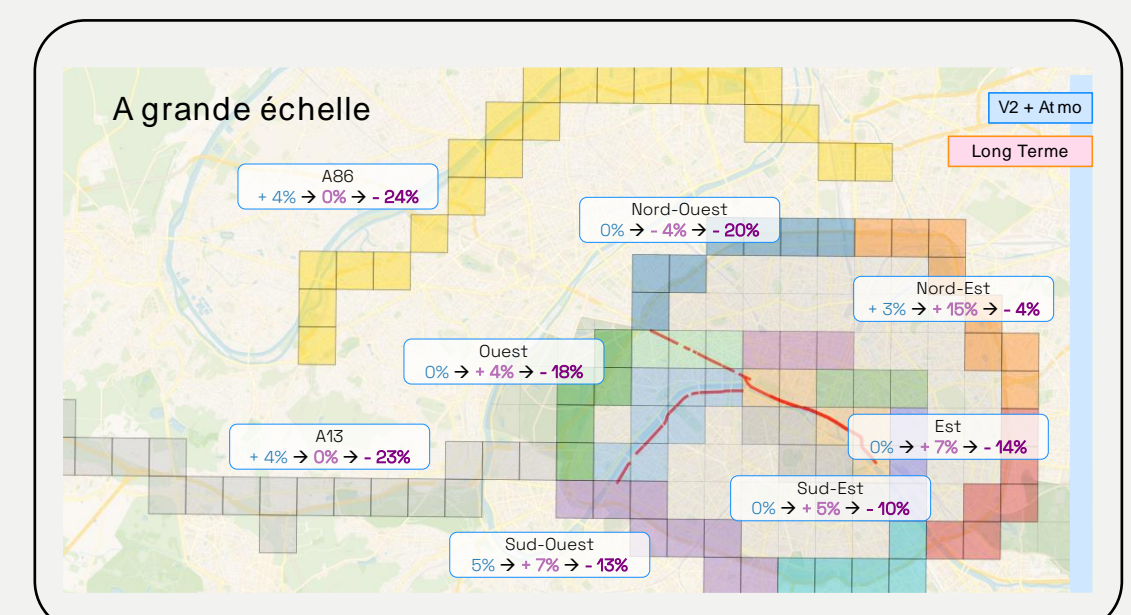 A grande échelle
V2 + Atmo
Long Terme
A86
+ 4% → 0% → - 24%
Nord-Ouest
0% → - 4% → - 20%
Nord-Est
+ 3% → + 15% → - 4%
Ouest
0% → + 4% → - 18%
A13
+ 4% → 0% → - 23%
Est
0% → + 7% → - 14%
Sud-Est
0% → + 5% → - 10%
Sud-Ouest
5% → + 7% → - 13%